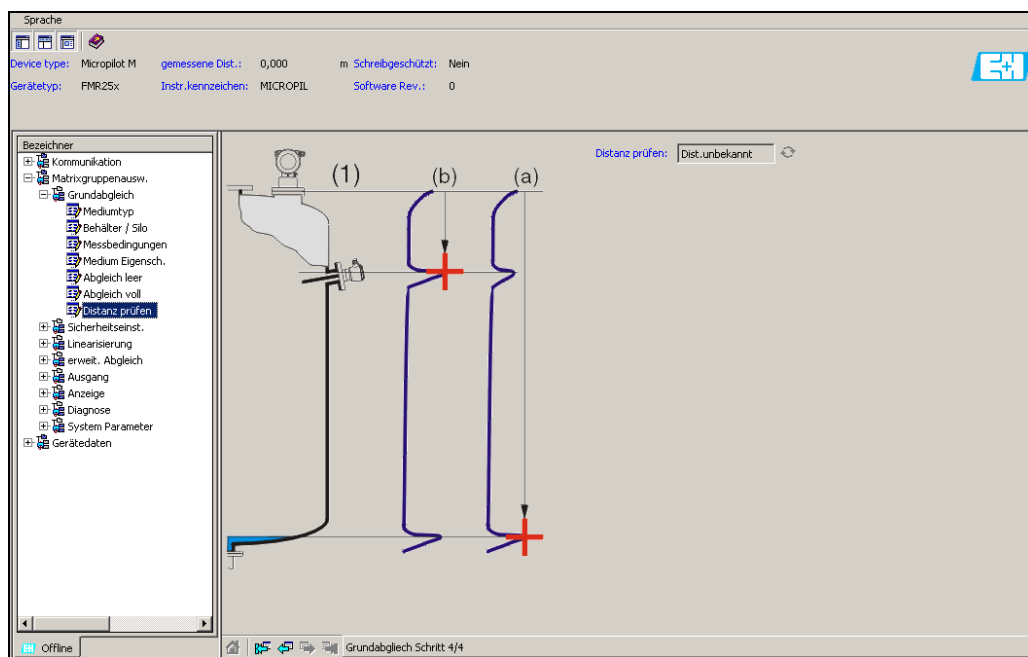 Sprache
Device type: Micropilot M gemessene Dist.: 0,000 m Schreibgeschützt: Nein
Gerätetyp: FMR25x Instr.kennzeichen: MICROPIL Software Rev.: 0
E+H
Bezeichner
Kommunikation
Matrixgruppenausw.
Grundabgleich
Mediumtyp
Behälter / Silo
Messbedingungen
Medium Eigensch.
Abgleich leer
Abgleich voll
Distanz prüfen
Sicherheitseinst.
Linearisierung
erweit. Abgleich
Ausgang
Anzeige
Diagnose
System Parameter
Gerätedaten
Offline
(1) (b) (a)
Distanz prüfen: Dist.unbekannt
Grundabgliech Schritt 4/4